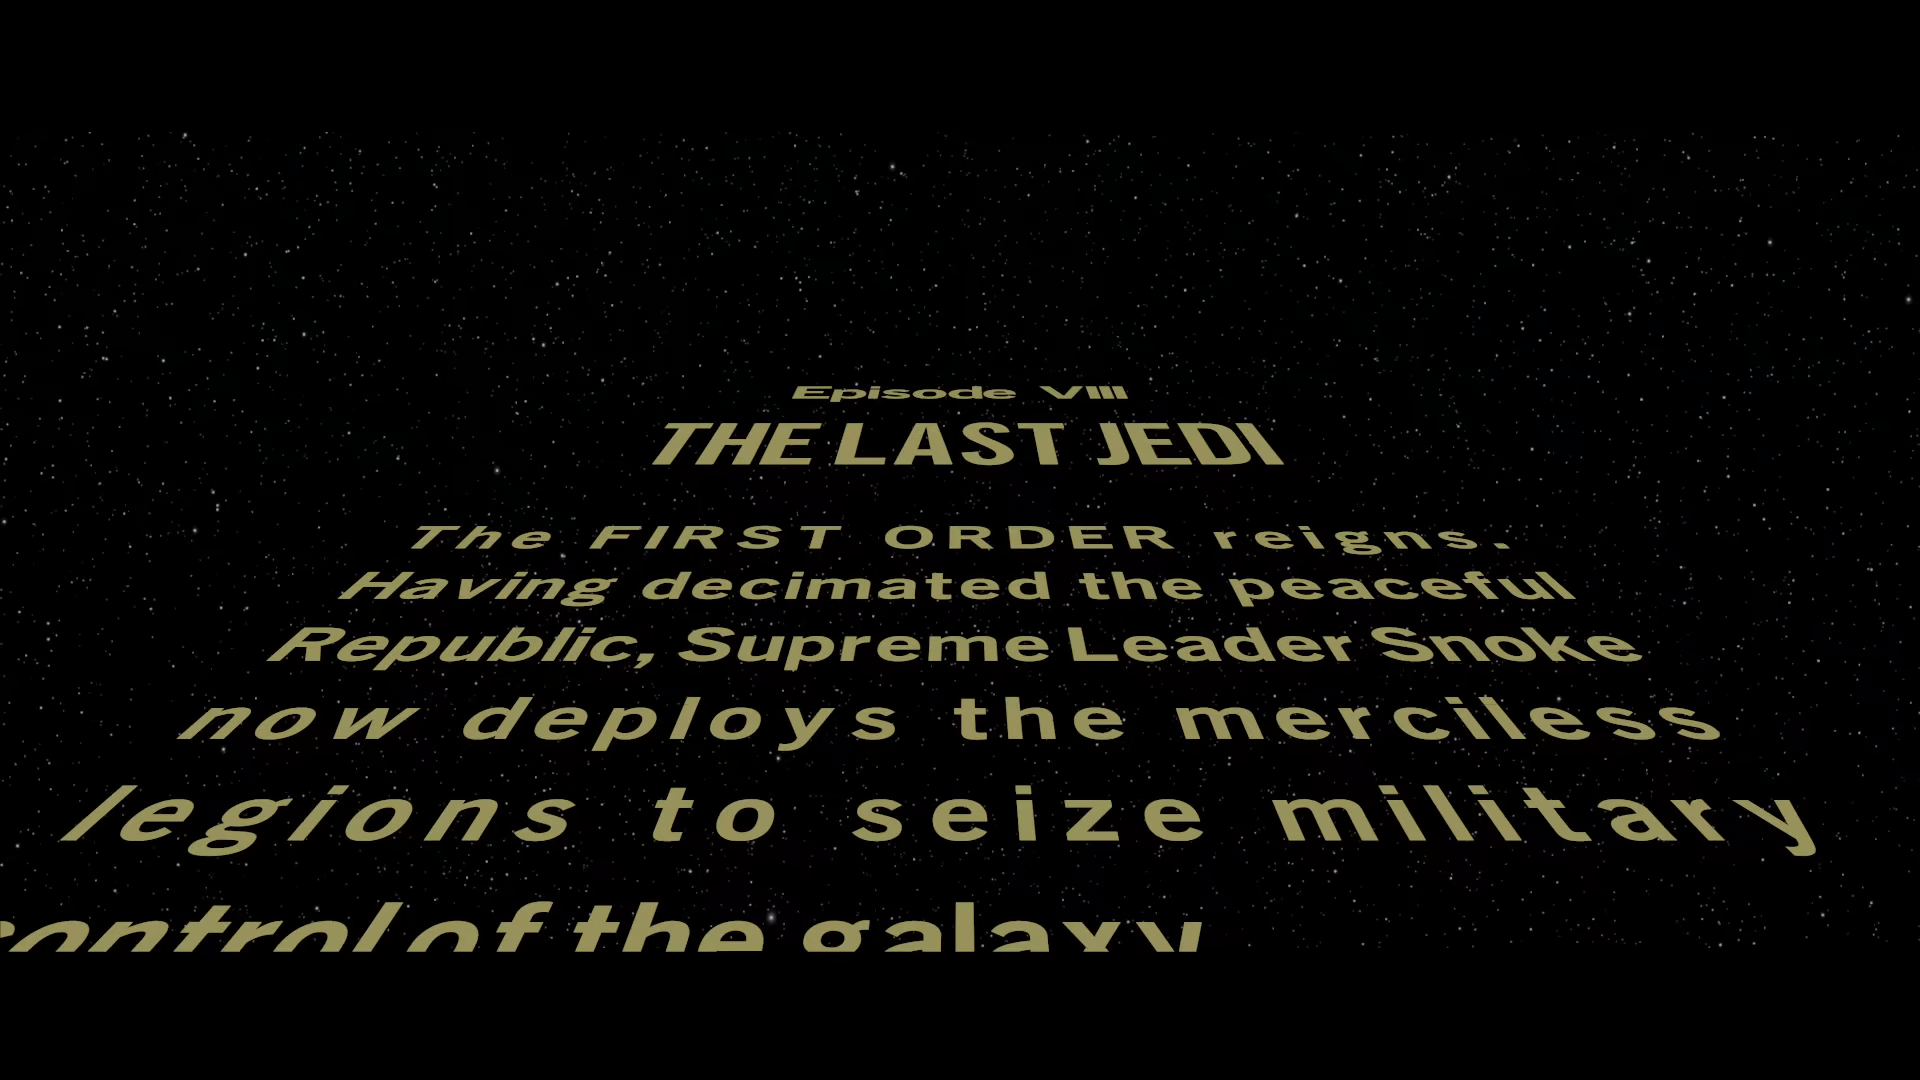 Episode VIII
THE LAST JEDI
The FIRST ORDER reigns.
Having decimated the peaceful
Republic, Supreme Leader Snoke
now deploys the merciless
legions to seize military
control of the galaxy